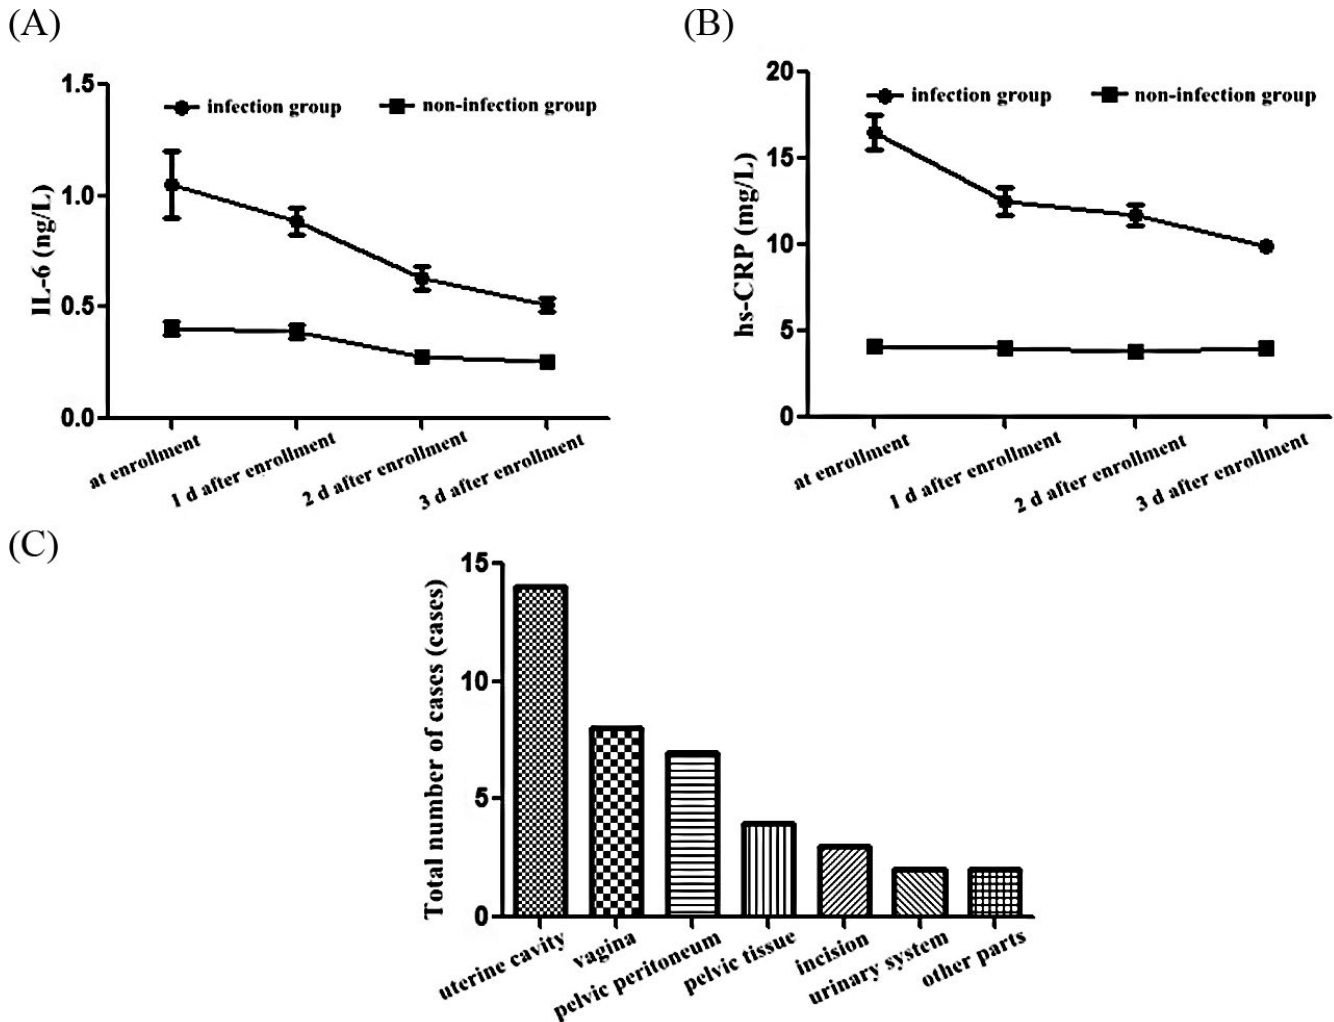 (A)
IL-6 (ng/L)
1.5
1.0
0.5
0.0
infection group
non-infection group
at enrollment
1 d after enrollment
2 d after enrollment
3 d after enrollment
(B)
hs-CRP (mg/L)
20
15
10
5
0
infection group
non-infection group
at enrollment
1 d after enrollment
2 d after enrollment
3 d after enrollment
(C)
Total number of cases (cases)
15
10
5
0
uterine cavity
vagina
pelvic peritoneum
pelvic tissue
incision
urinary system
other parts